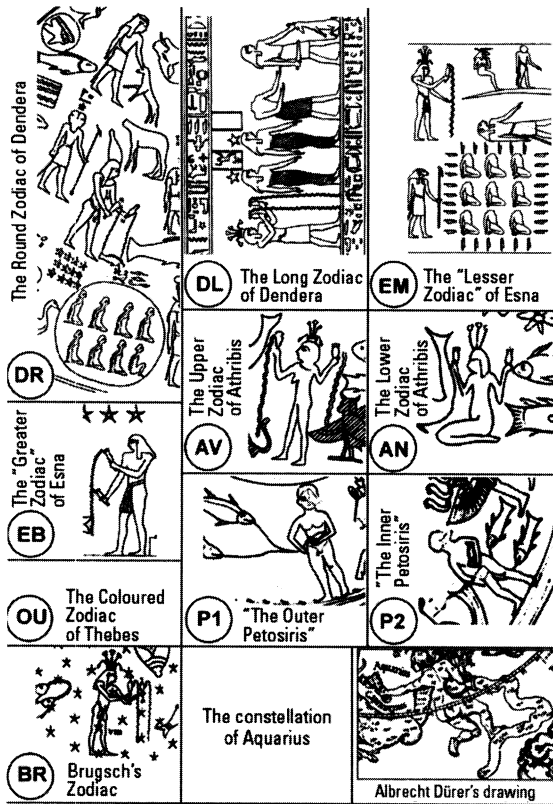 The Round Zodiac of Dendera
DR
DL
The Long Zodiac
of Dendera
EM
The "Lesser
Zodiac" of Esna
The Upper
Zodiac
of Athribis
AV
The Lower
Zodiac
of Athribis
AN
The "Greater
Zodiac"
of Esna
EB
P1
"The Outer
Petosiris"
"The Inner
Petosiris"
P2
OU
The Coloured
Zodiac
of Thebes
BR
Brugsch's
Zodiac
The constellation
of Aquarius
Aquarius
Albrecht Dürer's drawing